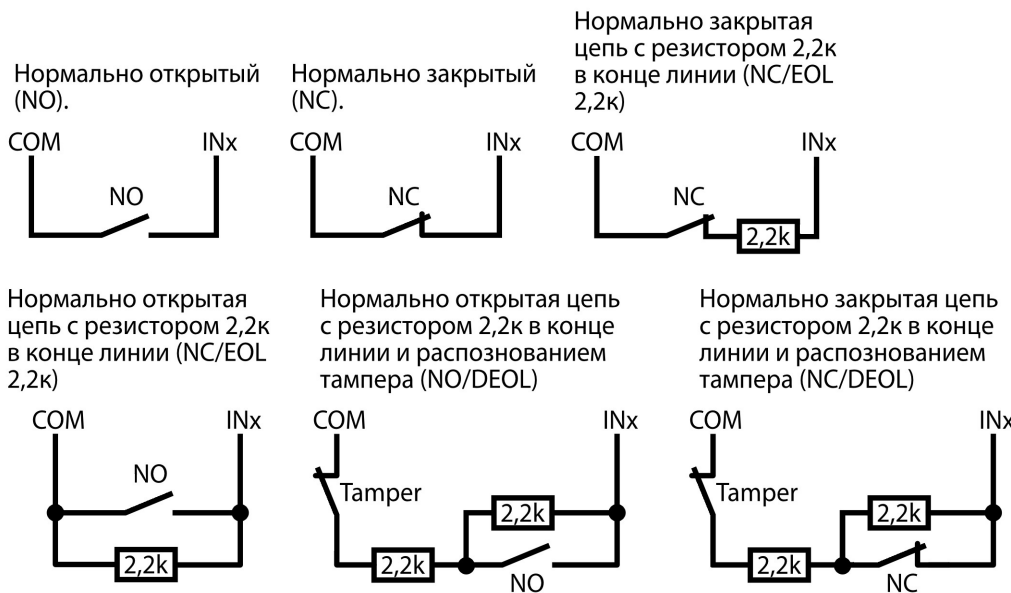 Нормально открытый
(NO).
COM
INx
NO
Нормально закрытый
(NC).
COM
INx
NC
Нормально закрытая
цепь с резистором 2,2к
в конце линии (NC/EOL
2,2к)
COM
INx
NC
2,2k
Нормально открытая
цепь с резистором 2,2к
в конце линии (NC/EOL
2,2к)
COM
INx
NO
2,2k
Нормально открытая цепь
с резистором 2,2к в конце
линии и распознованием
тампера (NO/DEOL)
COM
INx
Tamper
2,2k
2,2k
NO
Нормально закрытая цепь
с резистором 2,2к в конце
линии и распознованием
тампера (NC/DEOL)
COM
INx
Tamper
2,2k
2,2k
NC